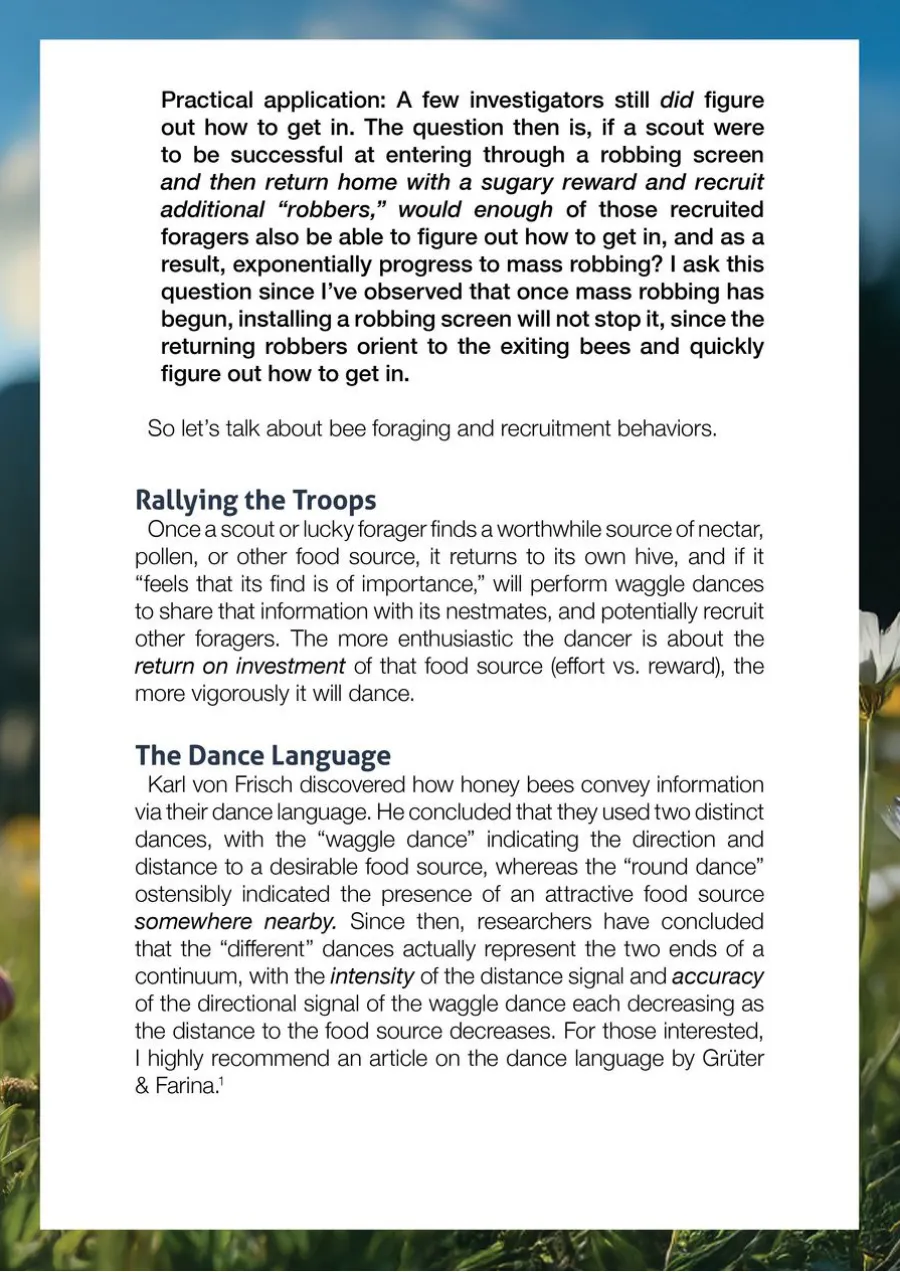 Practical application: A few investigators still did figure
out how to get in. The question then is, if a scout were
to be successful at entering through a robbing screen
and then return home with a sugary reward and recruit
additional “robbers,” would enough of those recruited
foragers also be able to figure out how to get in, and as a
result, exponentially progress to mass robbing? I ask this
question since I’ve observed that once mass robbing has
begun, installing a robbing screen will not stop it, since the
returning robbers orient to the exiting bees and quickly
figure out how to get in.
So let’s talk about bee foraging and recruitment behaviors.
Rallying the Troops
Once a scout or lucky forager finds a worthwhile source of nectar,
pollen, or other food source, it returns to its own hive, and if it
“feels that its find is of importance,” will perform waggle dances
to share that information with its nestmates, and potentially recruit
other foragers. The more enthusiastic the dancer is about the
return on investment of that food source (effort vs. reward), the
more vigorously it will dance.
The Dance Language
Karl von Frisch discovered how honey bees convey information
via their dance language. He concluded that they used two distinct
dances, with the “waggle dance” indicating the direction and
distance to a desirable food source, whereas the “round dance”
ostensibly indicated the presence of an attractive food source
somewhere nearby. Since then, researchers have concluded
that the “different” dances actually represent the two ends of a
continuum, with the intensity of the distance signal and accuracy
of the directional signal of the waggle dance each decreasing as
the distance to the food source decreases. For those interested,
I highly recommend an article on the dance language by Grüter
& Farina.¹